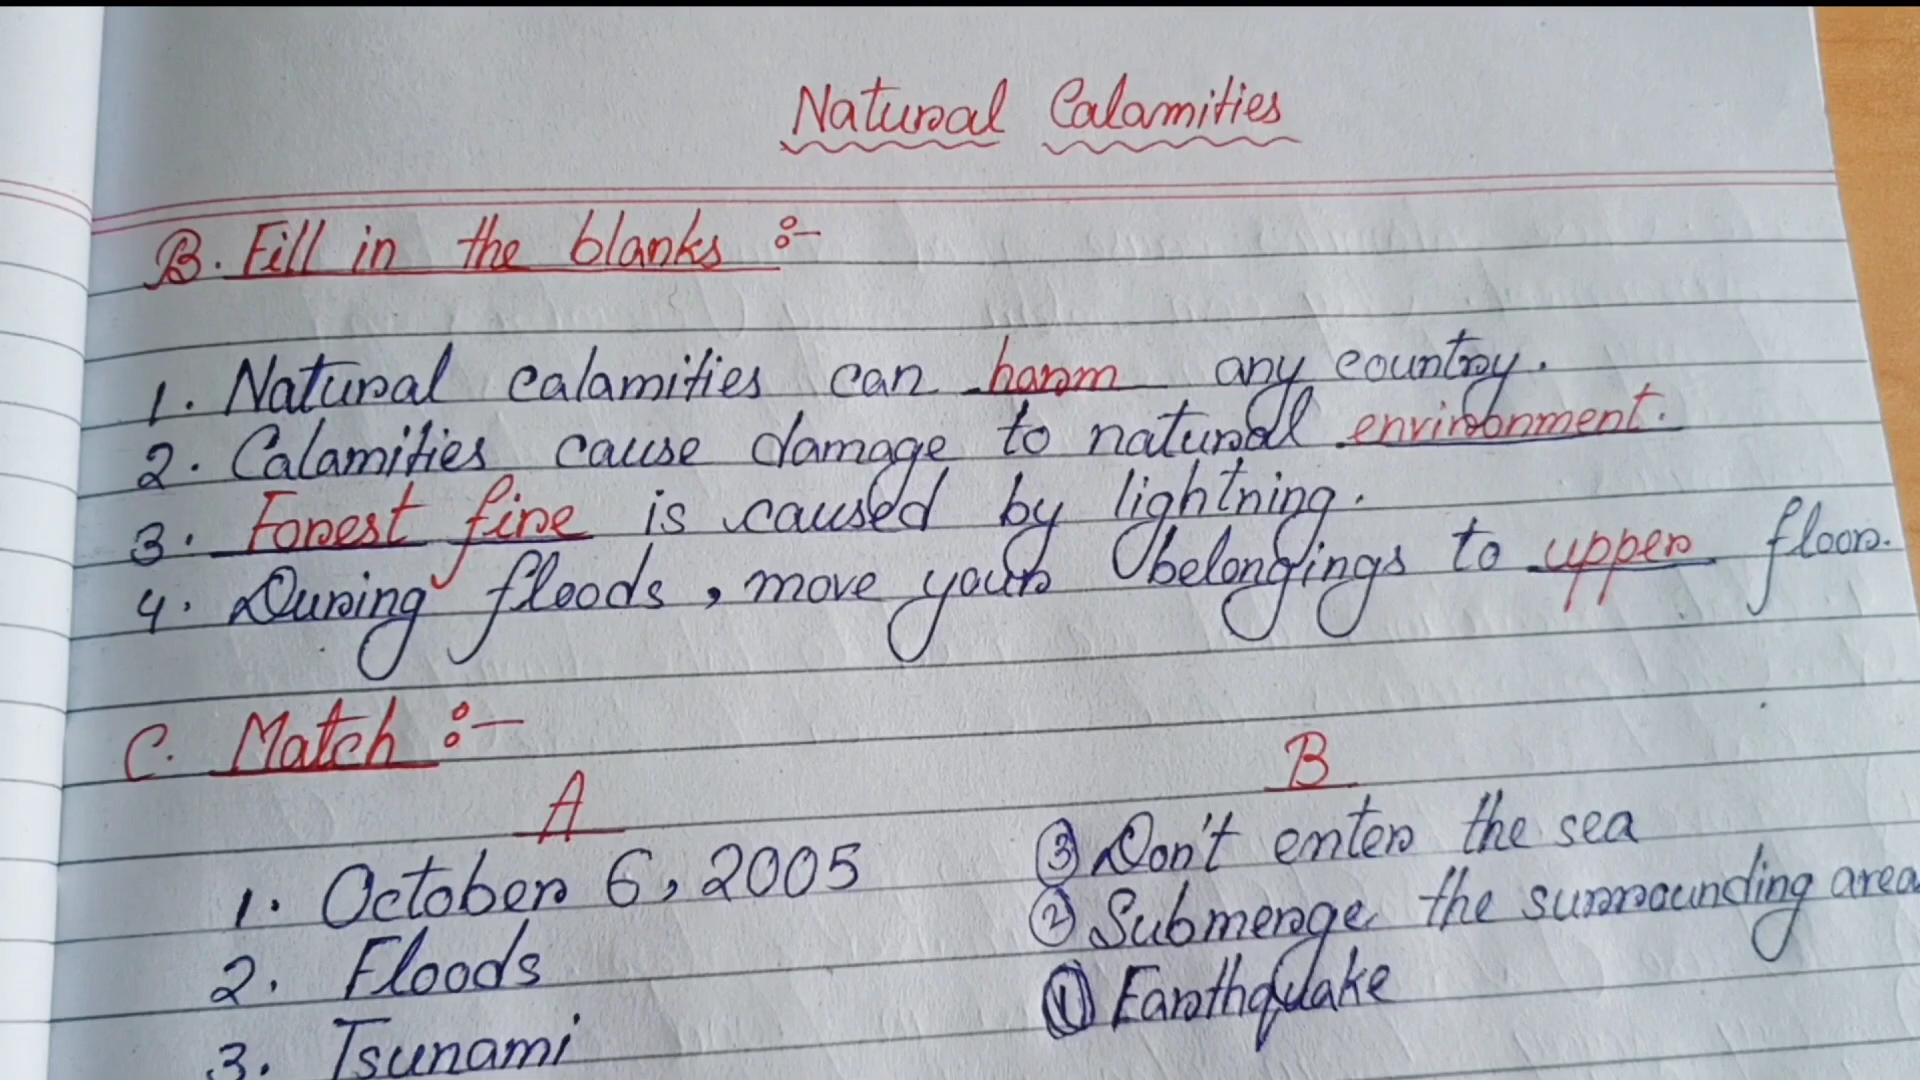 Natural Calamities
B. Fill in the blanks :-
1. Natural calamities can harm any country.
2. Calamities cause damage to natural environment.
3. Forest fire is caused by lightning.
4. During floods, move your belongings to upper floor.
C. Match :-
A B
1. October 6, 2005 ③ Don't enter the sea
2. Floods ② Submerge the surrounding area
3. Tsunami ① Earthquake